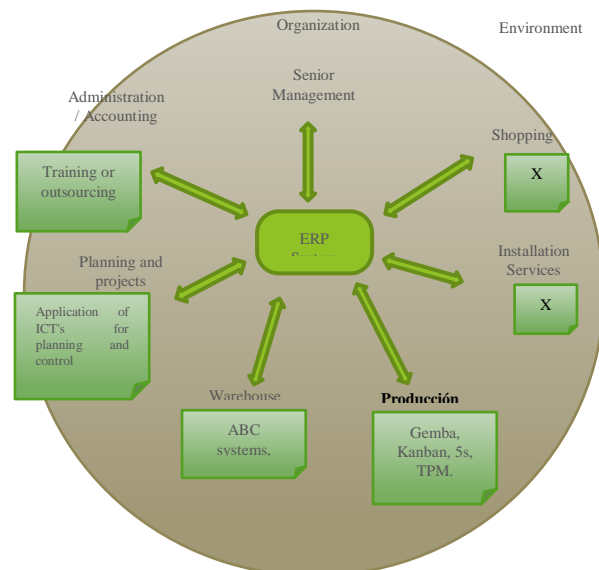 Organization
Environment
Senior
Management
Administration
/ Accounting
Training or
outsourcing
Shopping
X
ERP
Planning and
projects
Application of
ICT's for
planning and
control
Installation
Services
X
Warehouse
ABC
systems,
Producción
Gemba,
Kanban, 5s,
TPM.